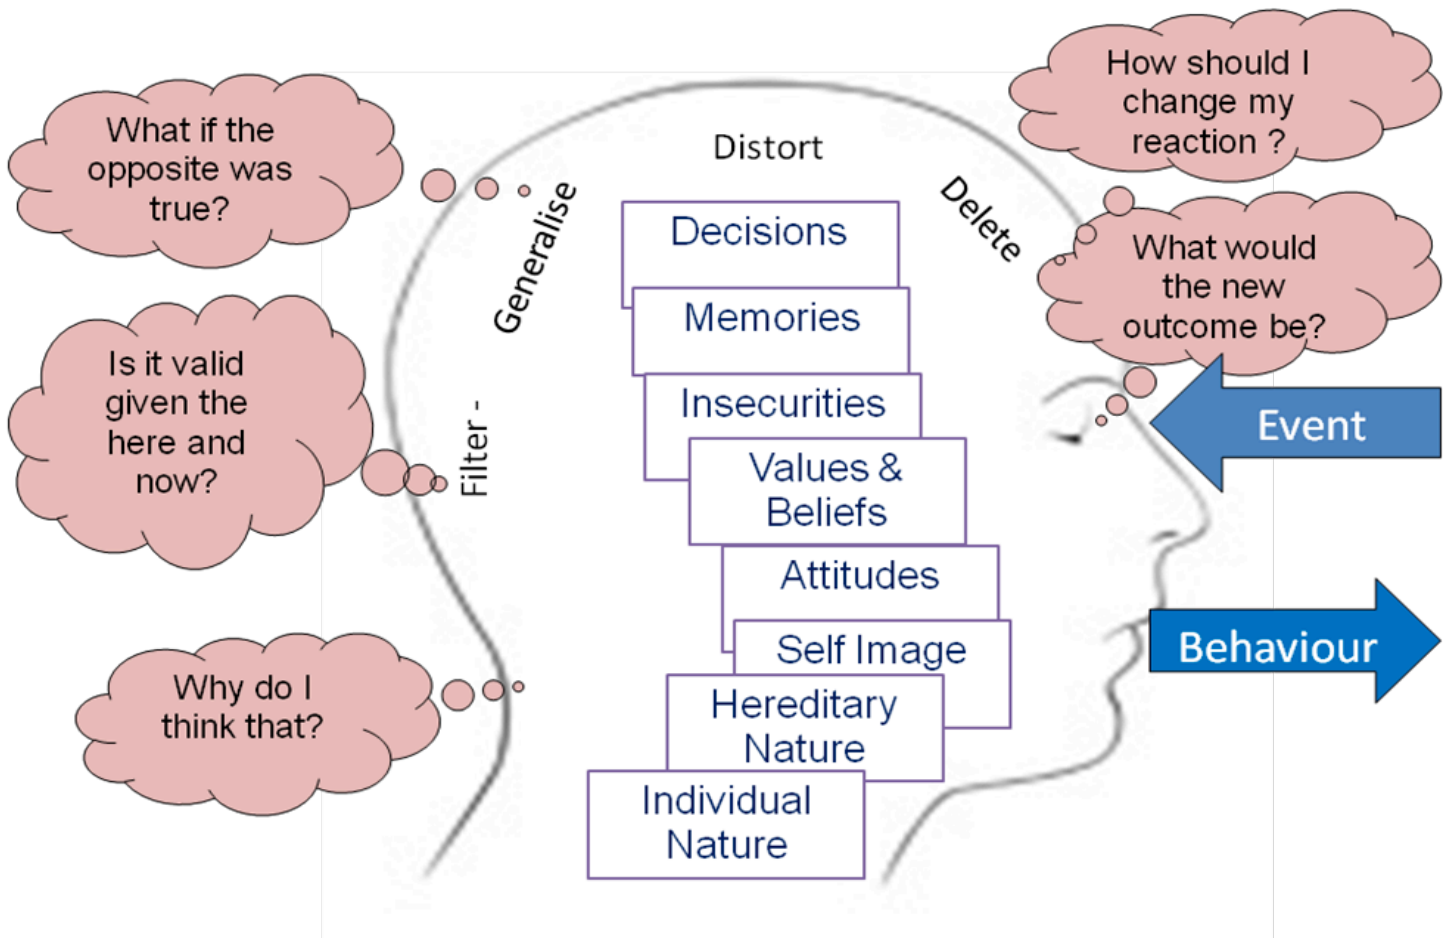 What if the
opposite was
true?
Is it valid
given the
here and
now?
Why do I
think that?
Filter -
Generalise
Distort
Delete
Decisions
Memories
Insecurities
Values &
Beliefs
Attitudes
Self Image
Hereditary
Nature
Individual
Nature
How should I
change my
reaction ?
What would
the new
outcome be?
Event
Behaviour